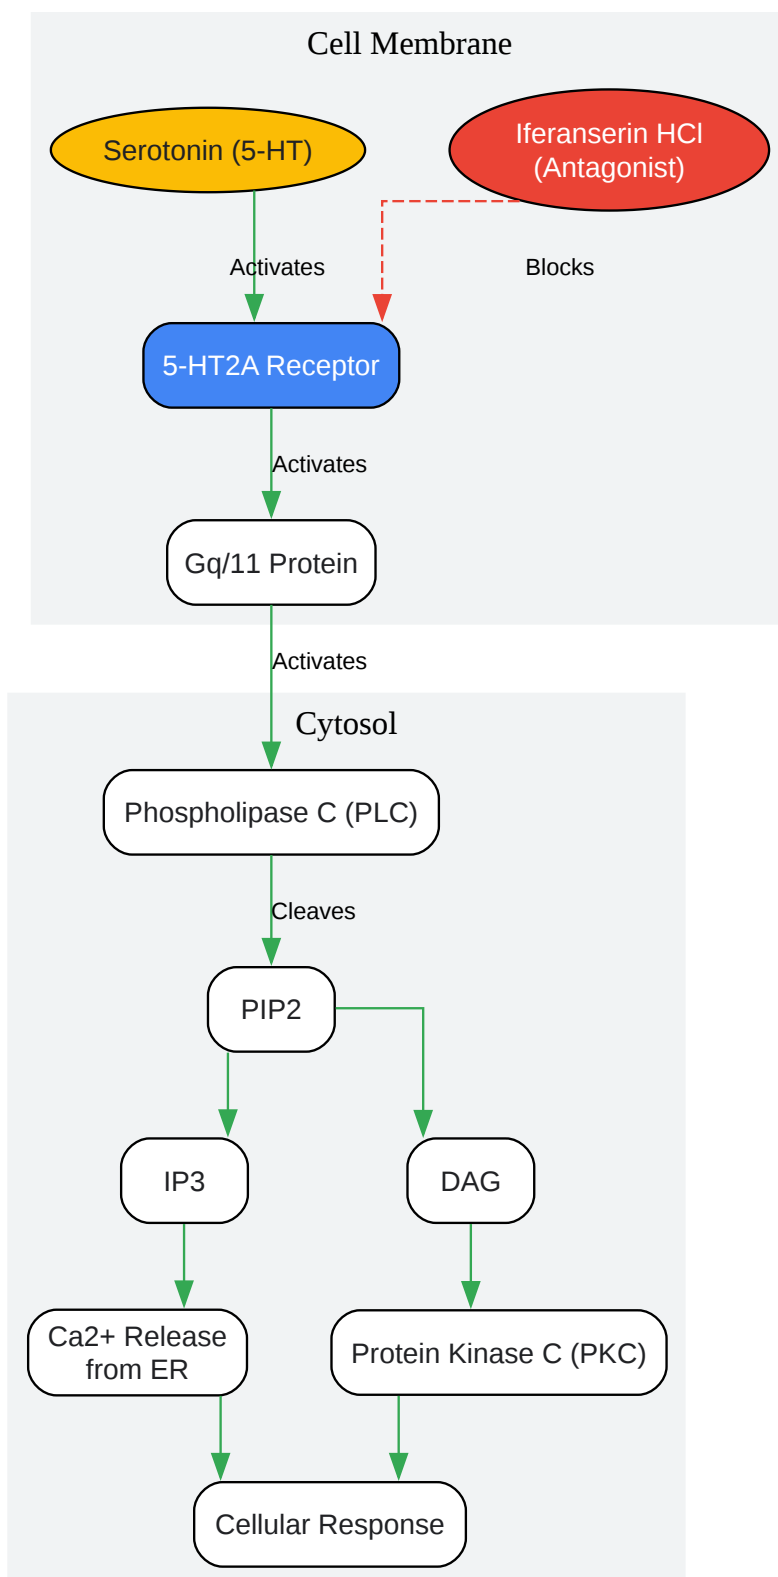 Cell Membrane
Serotonin (5-HT)
Iferanserin HCl
(Antagonist)
Activates
Blocks
5-HT2A Receptor
Activates
Gq/11 Protein
Activates
Cytosol
Phospholipase C (PLC)
Cleaves
PIP2
IP3
DAG
Ca2+ Release
from ER
Protein Kinase C (PKC)
Cellular Response